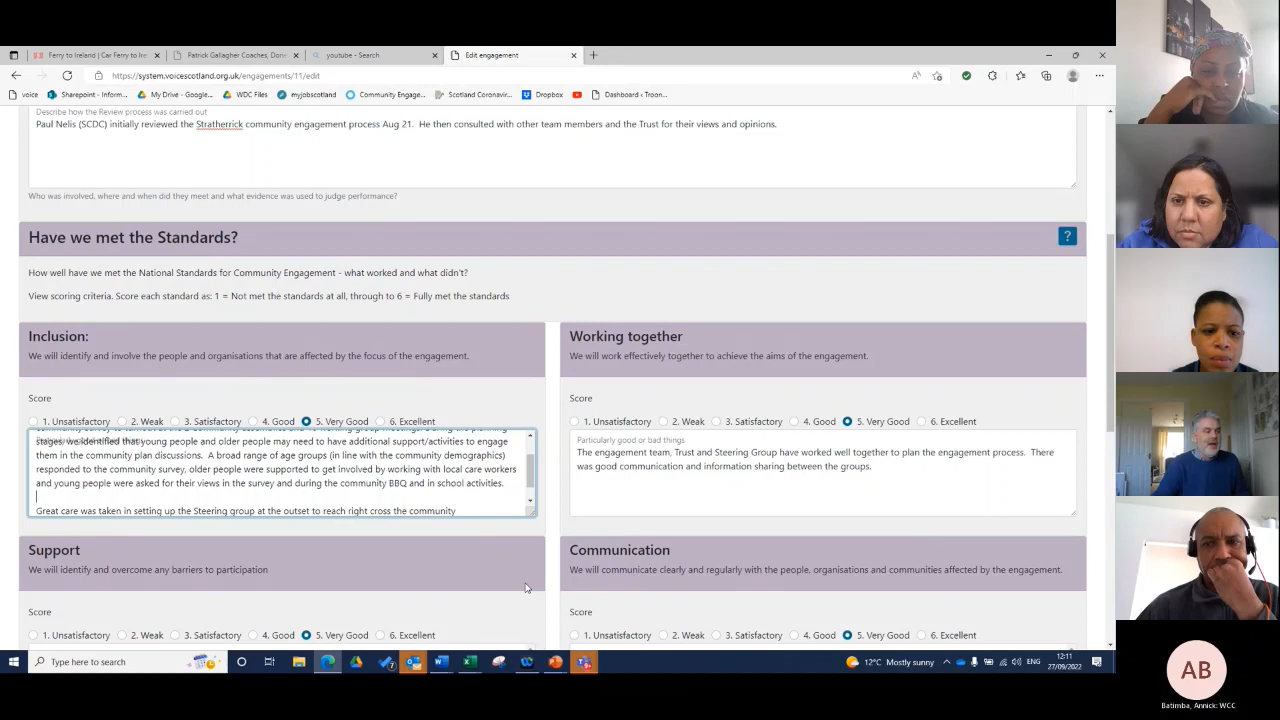 Ferry to Ireland | Car Ferry to Ire
Patrick Gallagher Coaches, Done
youtube - Search
Edit engagement
https://system.voicescotland.org.uk/engagements/11/edit
voice
Sharepoint - Inform...
My Drive - Google...
WDC Files
myjobscotland
Community Engage...
Scotland Coronavir...
Dropbox
Dashboard ‹ Troon...
Describe how the Review process was carried out
Paul Nelis (SCDC) initially reviewed the Stratherrick community engagement process Aug 21. He then consulted with other team members and the Trust for their views and opinions.
Who was involved, where and when did they meet and what evidence was used to judge performance?
Have we met the Standards?
?
How well have we met the National Standards for Community Engagement - what worked and what didn't?
View scoring criteria. Score each standard as: 1 = Not met the standards at all, through to 6 = Fully met the standards
Inclusion:
We will identify and involve the people and organisations that are affected by the focus of the engagement.
Score
1. Unsatisfactory 2. Weak 3. Satisfactory 4. Good 5. Very Good 6. Excellent
stages, we identified that young people and older people may need to have additional support/activities to engage
them in the community plan discussions. A broad range of age groups (in line with the community demographics)
responded to the community survey, older people were supported to get involved by working with local care workers
and young people were asked for their views in the survey and during the community BBQ and in school activities.
Great care was taken in setting up the Steering group at the outset to reach right cross the community
Working together
We will work effectively together to achieve the aims of the engagement.
Score
1. Unsatisfactory 2. Weak 3. Satisfactory 4. Good 5. Very Good 6. Excellent
Particularly good or bad things
The engagement team, Trust and Steering Group have worked well together to plan the engagement process. There
was good communication and information sharing between the groups.
Support
We will identify and overcome any barriers to participation
Score
1. Unsatisfactory 2. Weak 3. Satisfactory 4. Good 5. Very Good 6. Excellent
Communication
We will communicate clearly and regularly with the people, organisations and communities affected by the engagement.
Score
1. Unsatisfactory 2. Weak 3. Satisfactory 4. Good 5. Very Good 6. Excellent
Type here to search
12°C Mostly sunny
ENG
12:11
27/09/2022
AB
Batimba, Annick: WCC